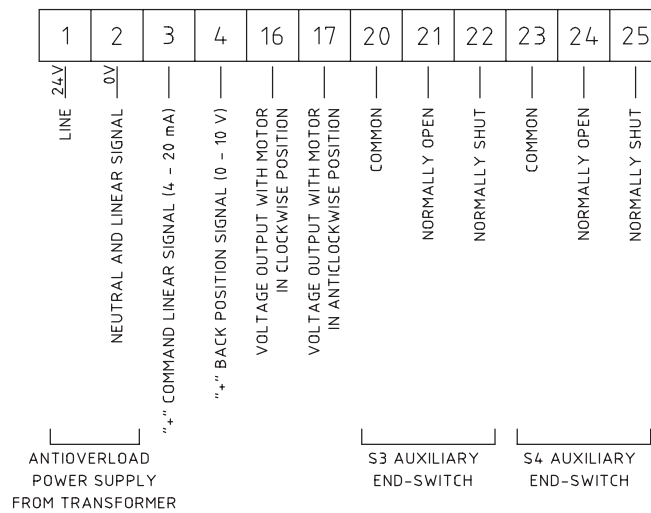 1 2 3 4 16 17 20 21 22 23 24 25
LINE 24V
NEUTRAL AND LINEAR SIGNAL 0V
"+" COMMAND LINEAR SIGNAL (4 - 20 mA)
"+" BACK POSITION SIGNAL (0 - 10 V)
VOLTAGE OUTPUT WITH MOTOR
IN CLOCKWISE POSITION
VOLTAGE OUTPUT WITH MOTOR
IN ANTICLOCKWISE POSITION
COMMON
NORMALLY OPEN
NORMALLY SHUT
COMMON
NORMALLY OPEN
NORMALLY SHUT
ANTIOVERLOAD
POWER SUPPLY
FROM TRANSFORMER
S3 AUXILIARY
END-SWITCH
S4 AUXILIARY
END-SWITCH